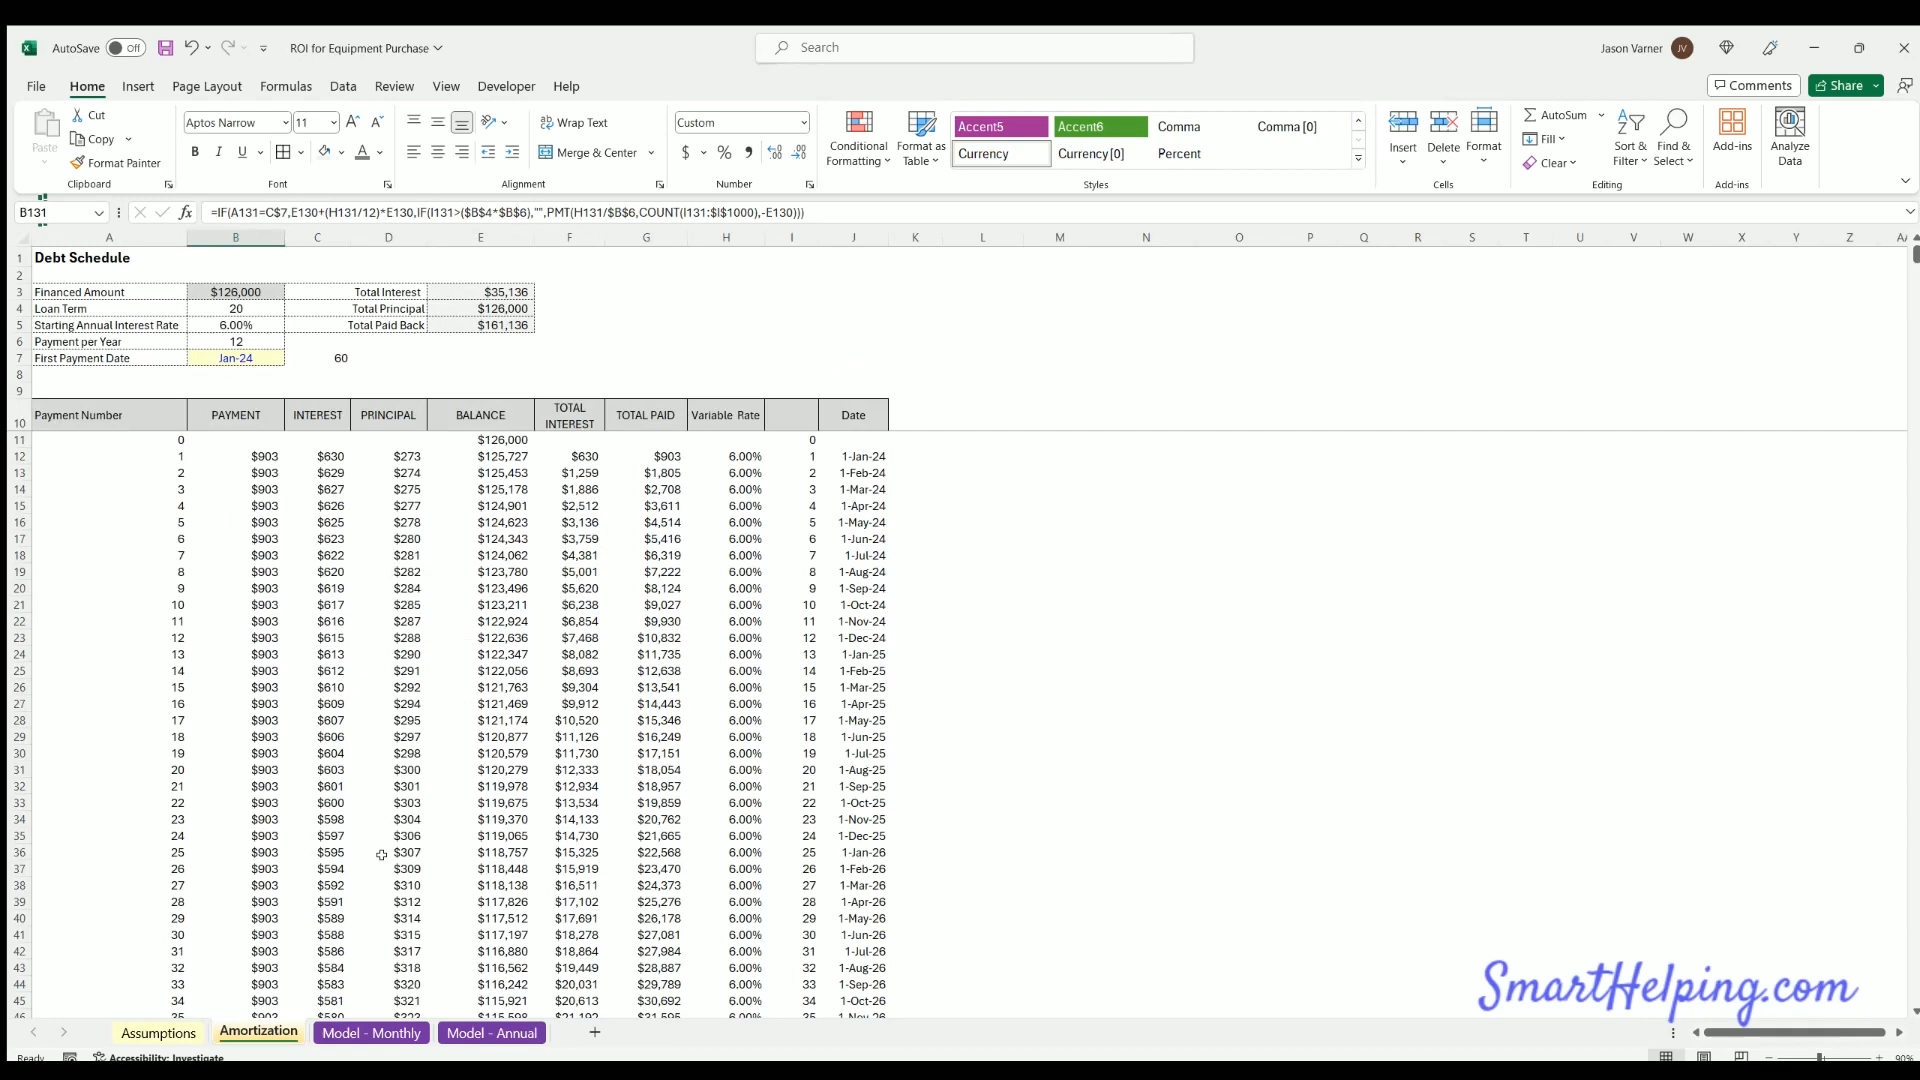 AutoSave Off ROI for Equipment Purchase Search Jason Varner JV
File Home Insert Page Layout Formulas Data Review View Developer Help Comments Share
Paste Cut Copy Format Painter Clipboard
Aptos Narrow 11 B I U Font
Wrap Text Merge & Center Alignment
Custom $ % Number
Conditional Formatting Format as Table
Accent5 Accent6 Comma Comma [0]
Currency Currency [0] Percent
Styles
Insert Delete Format Cells
AutoSum Fill Clear Sort & Filter Find & Select Editing
Add-ins Add-ins
Analyze Data
B131 fx =IF(A131=C$7,E130+(H131/12)*E130,IF(I131>($B$4*$B$6),"",PMT(H131/$B$6,COUNT(I131:$I$1000),-E130)))
A B C D E F G H I J K L M N O P Q R S T U V W X Y Z
1 Debt Schedule
2
3 Financed Amount $126,000 Total Interest $35,136
4 Loan Term 20 Total Principal $126,000
5 Starting Annual Interest Rate 6.00% Total Paid Back $161,136
6 Payment per Year 12
7 First Payment Date Jan-24 60
8
9
10 Payment Number PAYMENT INTEREST PRINCIPAL BALANCE TOTAL INTEREST TOTAL PAID Variable Rate Date
11 0 $126,000 0
12 1 $903 $630 $273 $125,727 $630 $903 6.00% 1 1-Jan-24
13 2 $903 $629 $274 $125,453 $1,259 $1,805 6.00% 2 1-Feb-24
14 3 $903 $627 $275 $125,178 $1,886 $2,708 6.00% 3 1-Mar-24
15 4 $903 $626 $277 $124,901 $2,512 $3,611 6.00% 4 1-Apr-24
16 5 $903 $625 $278 $124,623 $3,136 $4,514 6.00% 5 1-May-24
17 6 $903 $623 $280 $124,343 $3,759 $5,416 6.00% 6 1-Jun-24
18 7 $903 $622 $281 $124,062 $4,381 $6,319 6.00% 7 1-Jul-24
19 8 $903 $620 $282 $123,780 $5,001 $7,222 6.00% 8 1-Aug-24
20 9 $903 $619 $284 $123,496 $5,620 $8,124 6.00% 9 1-Sep-24
21 10 $903 $617 $285 $123,211 $6,238 $9,027 6.00% 10 1-Oct-24
22 11 $903 $616 $287 $122,924 $6,854 $9,930 6.00% 11 1-Nov-24
23 12 $903 $615 $288 $122,636 $7,468 $10,832 6.00% 12 1-Dec-24
24 13 $903 $613 $290 $122,347 $8,082 $11,735 6.00% 13 1-Jan-25
25 14 $903 $612 $291 $122,056 $8,693 $12,638 6.00% 14 1-Feb-25
26 15 $903 $610 $292 $121,763 $9,304 $13,541 6.00% 15 1-Mar-25
27 16 $903 $609 $294 $121,469 $9,912 $14,443 6.00% 16 1-Apr-25
28 17 $903 $607 $295 $121,174 $10,520 $15,346 6.00% 17 1-May-25
29 18 $903 $606 $297 $120,877 $11,126 $16,249 6.00% 18 1-Jun-25
30 19 $903 $604 $298 $120,579 $11,730 $17,151 6.00% 19 1-Jul-25
31 20 $903 $603 $300 $120,279 $12,333 $18,054 6.00% 20 1-Aug-25
32 21 $903 $601 $301 $119,978 $12,934 $18,957 6.00% 21 1-Sep-25
33 22 $903 $600 $303 $119,675 $13,534 $19,859 6.00% 22 1-Oct-25
34 23 $903 $598 $304 $119,370 $14,133 $20,762 6.00% 23 1-Nov-25
35 24 $903 $597 $306 $119,065 $14,730 $21,665 6.00% 24 1-Dec-25
36 25 $903 $595 $307 $118,757 $15,325 $22,568 6.00% 25 1-Jan-26
37 26 $903 $594 $309 $118,448 $15,919 $23,470 6.00% 26 1-Feb-26
38 27 $903 $592 $310 $118,138 $16,511 $24,373 6.00% 27 1-Mar-26
39 28 $903 $591 $312 $117,826 $17,102 $25,276 6.00% 28 1-Apr-26
40 29 $903 $589 $314 $117,512 $17,691 $26,178 6.00% 29 1-May-26
41 30 $903 $588 $315 $117,197 $18,278 $27,081 6.00% 30 1-Jun-26
42 31 $903 $586 $317 $116,880 $18,864 $27,984 6.00% 31 1-Jul-26
43 32 $903 $584 $318 $116,562 $19,449 $28,887 6.00% 32 1-Aug-26
44 33 $903 $583 $320 $116,242 $20,031 $29,789 6.00% 33 1-Sep-26
45 34 $903 $581 $321 $115,921 $20,613 $30,692 6.00% 34 1-Oct-26
SmartHelping.com
Assumptions Amortization Model - Monthly Model - Annual
Ready Accessibility: Investigate 90%